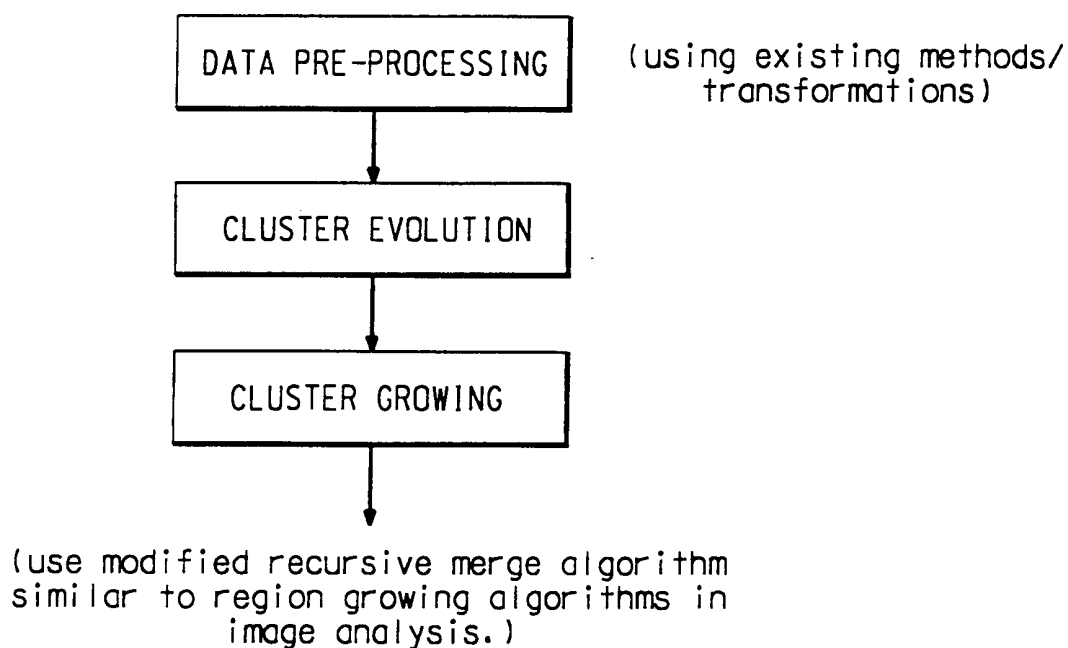 DATA PRE-PROCESSING
(using existing methods/
transformations)
CLUSTER EVOLUTION
CLUSTER GROWING
(use modified recursive merge algorithm
similar to region growing algorithms in
image analysis.)